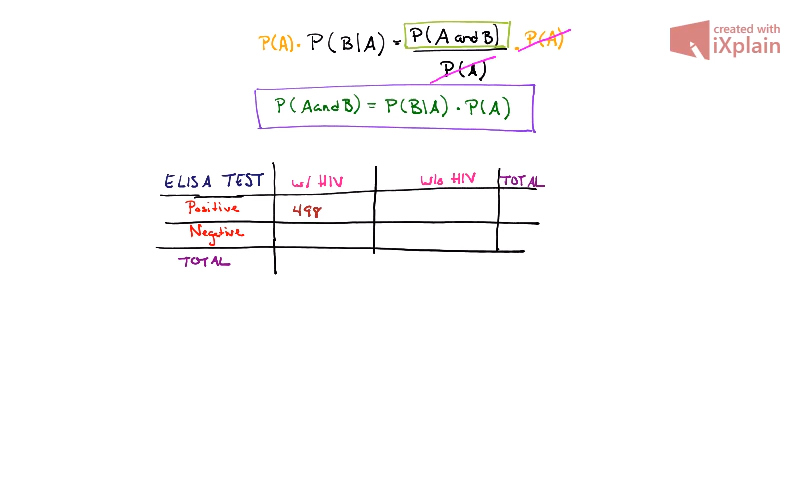 created with
iXplain
P(A) · P(B|A) = P(A and B) / P(A) · P(A)
P(A and B) = P(B|A) · P(A)
ELISA TEST w/ HIV w/o HIV TOTAL
Positive 498
Negative
TOTAL